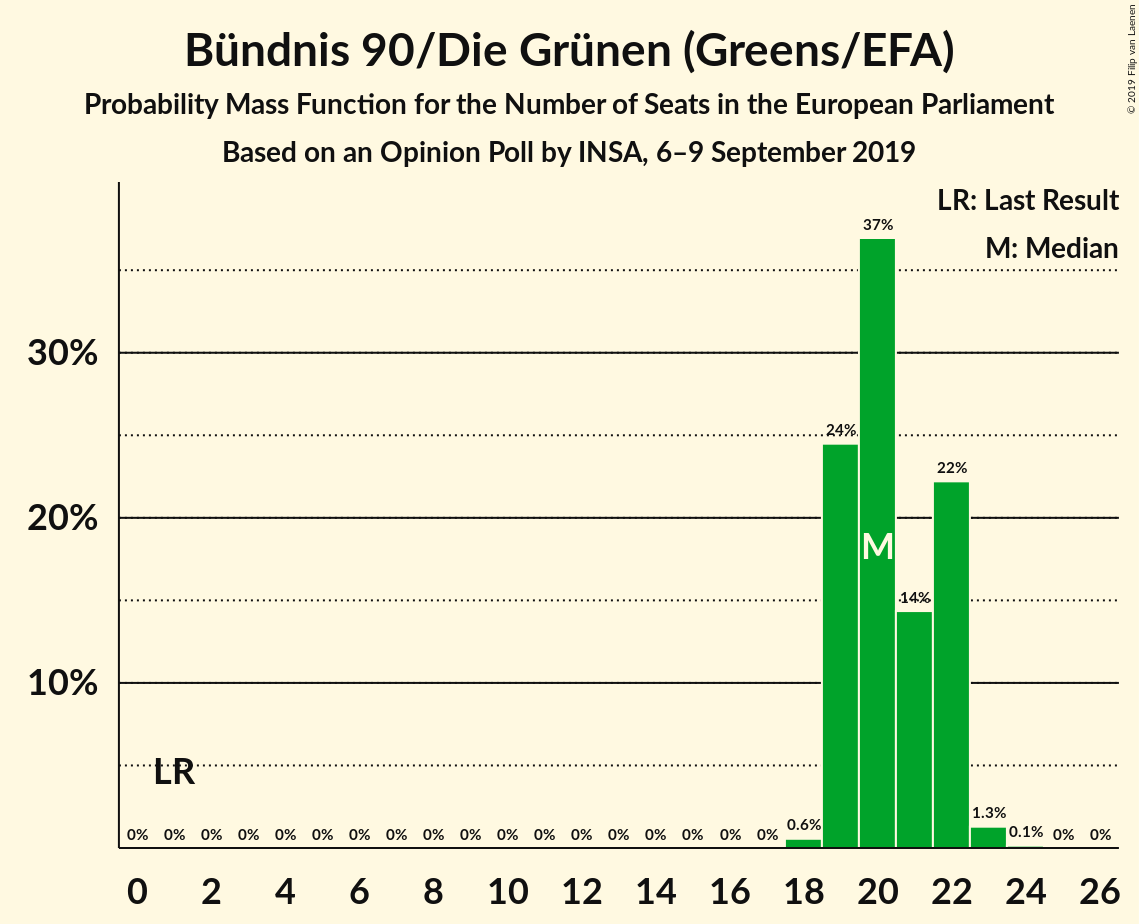 © 2019 Filip van Laenen
Bündnis 90/Die Grünen (Greens/EFA)
Probability Mass Function for the Number of Seats in the European Parliament
Based on an Opinion Poll by INSA, 6–9 September 2019
LR: Last Result
M: Median
37%
30%
24%
22%
20%
M
14%
10%
LR
0% 0% 0% 0% 0% 0% 0% 0% 0% 0% 0% 0% 0% 0% 0% 0% 0% 0% 0.6% 1.3% 0.1% 0% 0%
0 2 4 6 8 10 12 14 16 18 20 22 24 26